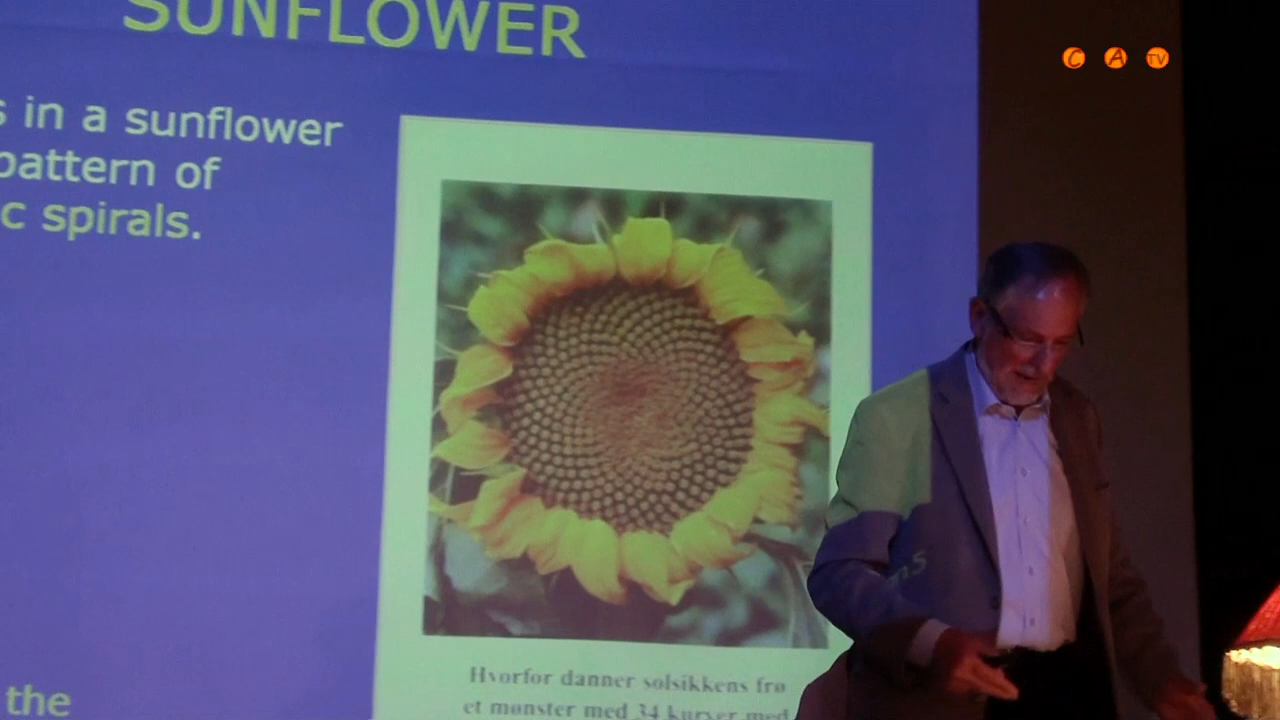 SUNFLOWER
C A TV
s in a sunflower
pattern of
c spirals.
Hvorfor danner solsikkens frø
et mønster med 34 kurver med
the